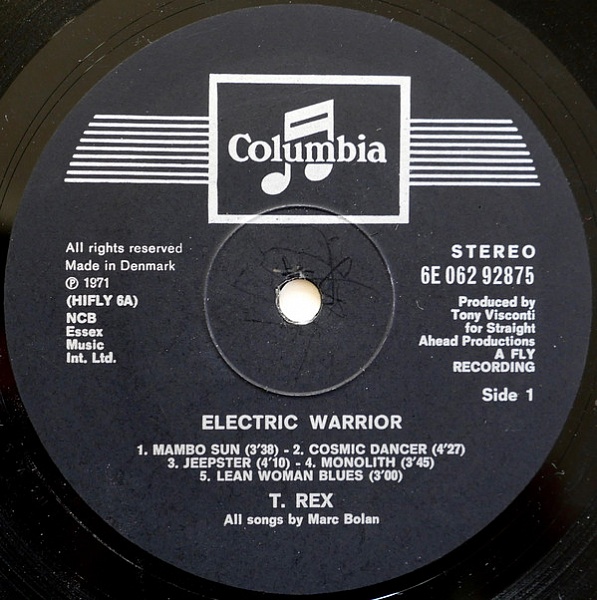 Columbia
All rights reserved
Made in Denmark
℗ 1971
(HIFLY 6A)
NCB
Essex
Music
Int. Ltd.
STEREO
6E 062 92875
Produced by
Tony Visconti
for Straight
Ahead Productions
A FLY
RECORDING
Side 1
ELECTRIC WARRIOR
1. MAMBO SUN (3'38) - 2. COSMIC DANCER (4'27)
3. JEEPSTER (4'10) - 4. MONOLITH (3'45)
5. LEAN WOMAN BLUES (3'00)
T. REX
All songs by Marc Bolan